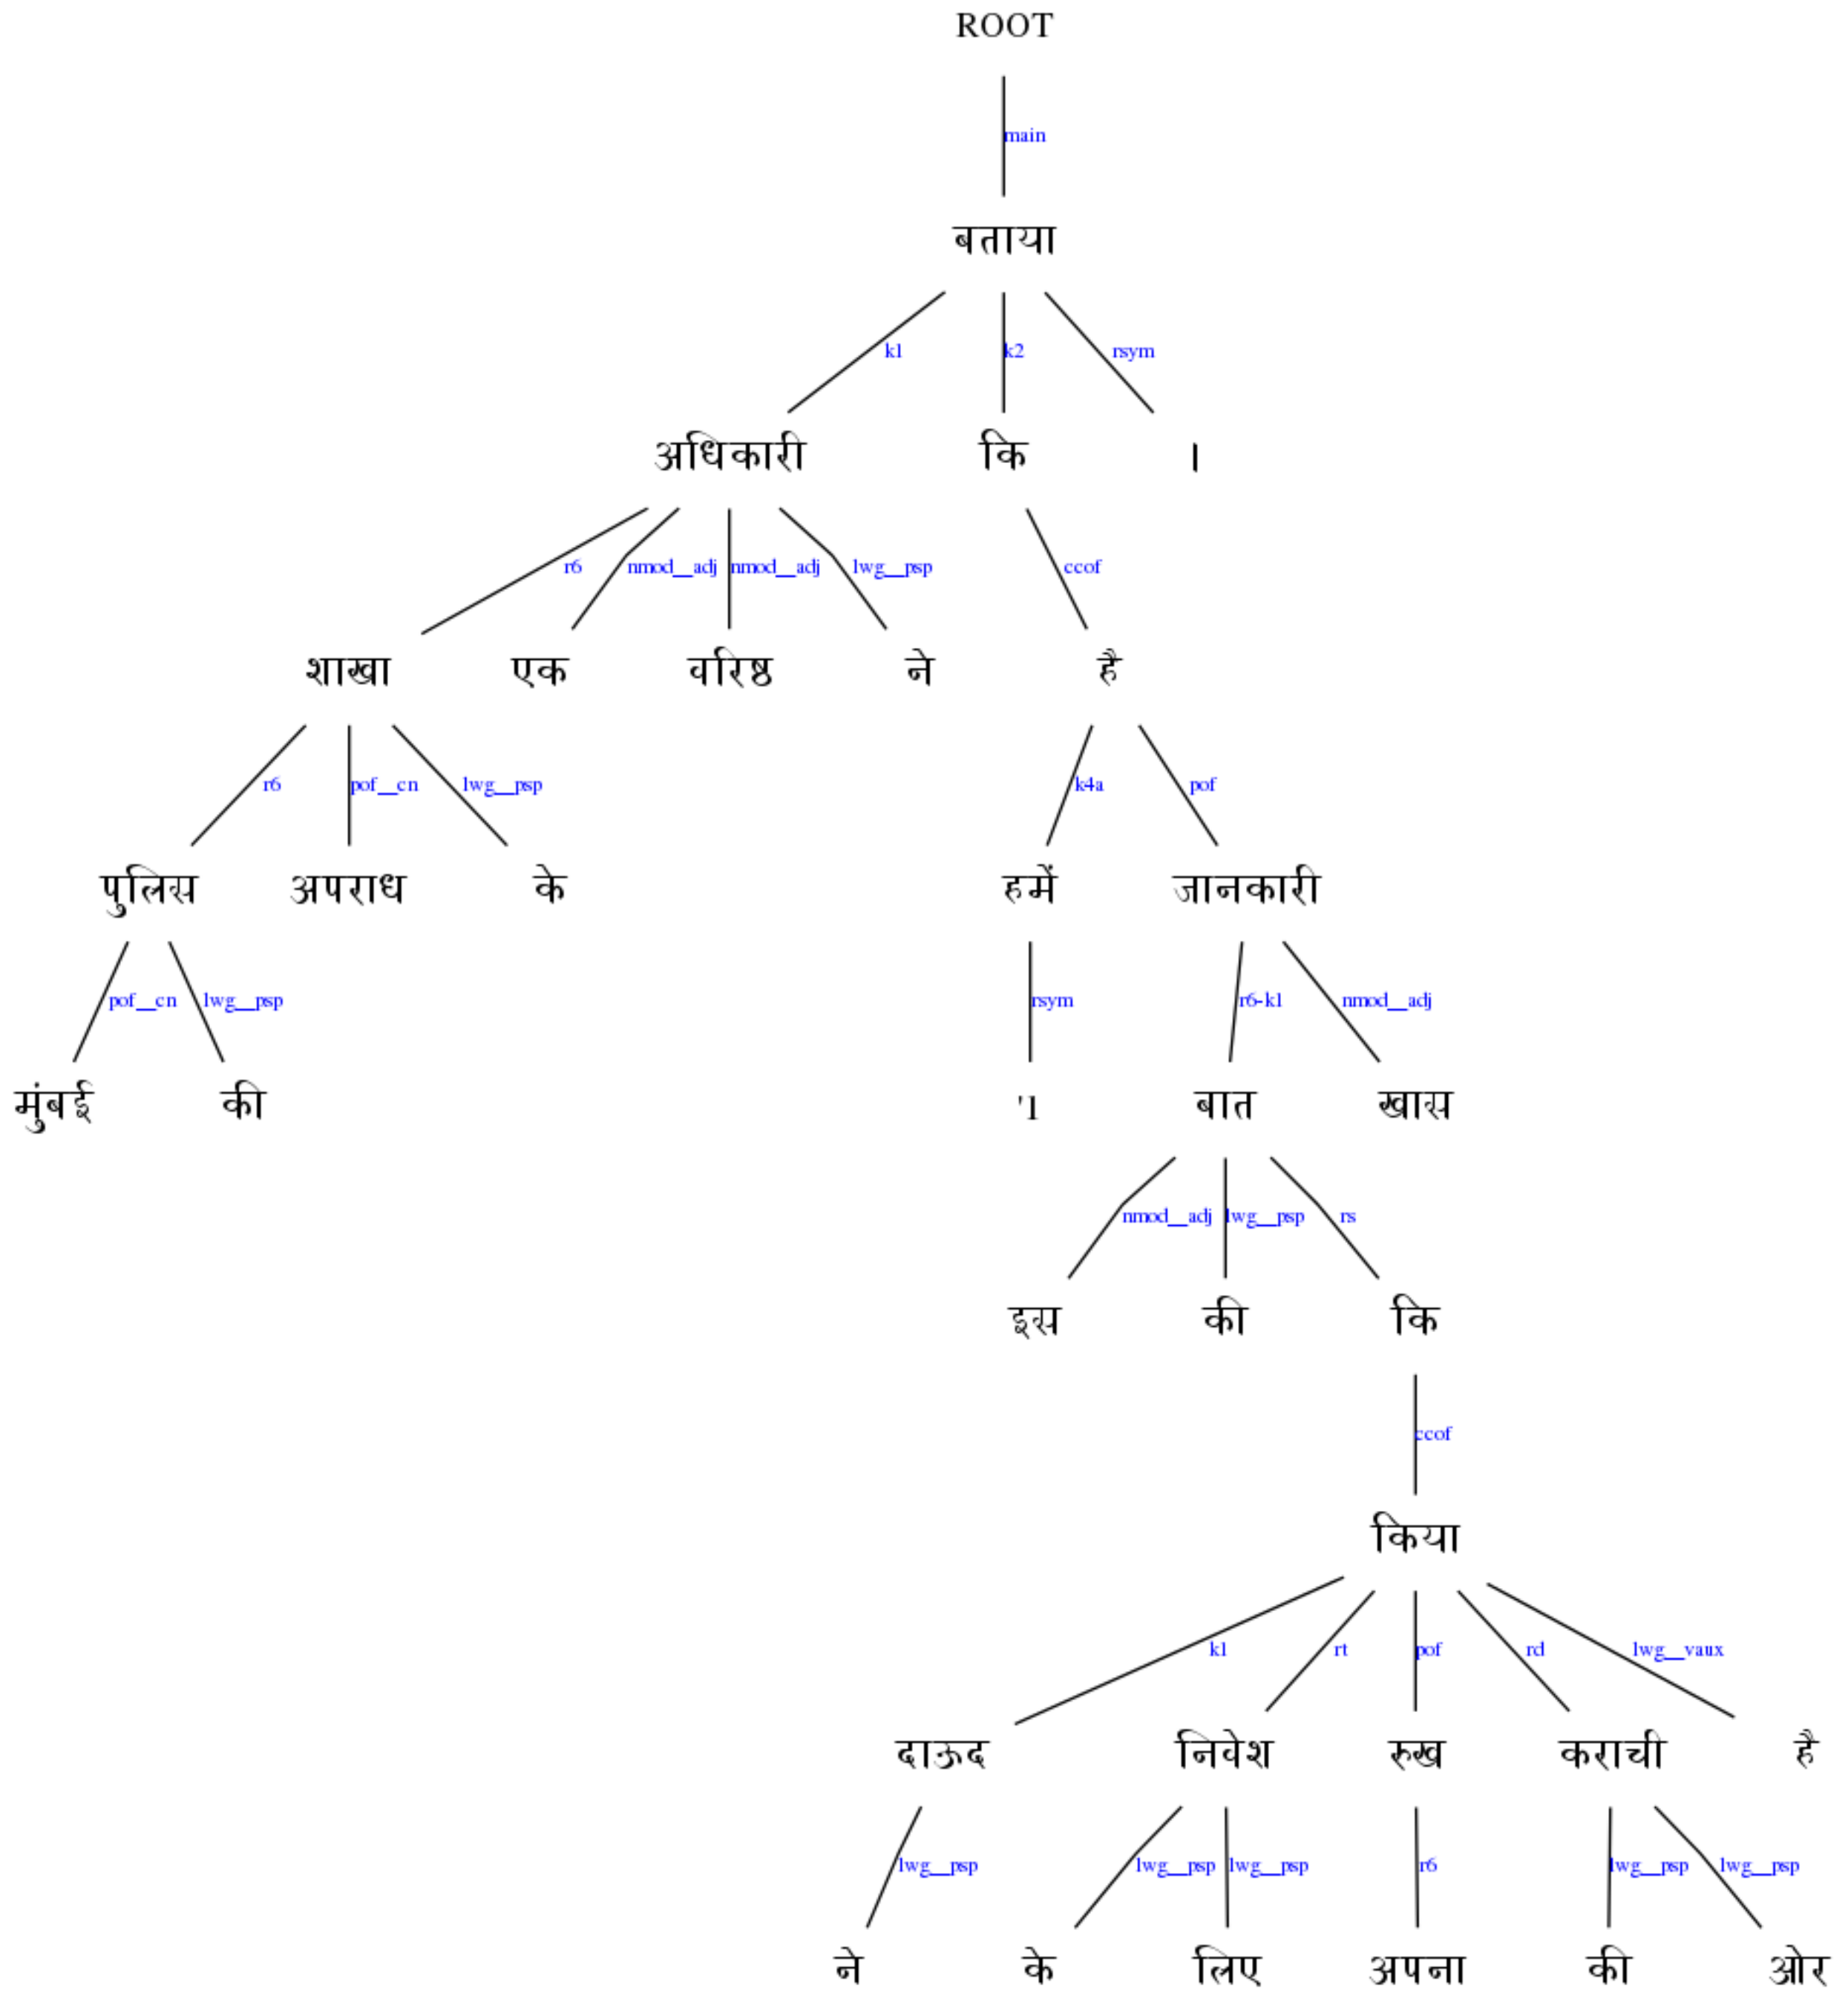 ROOT
main
बताया
k1 k2 rsym
अधिकारी कि ।
r6 nmod__adj nmod__adj lwg__psp ccof
शाखा एक वरिष्ठ ने है
r6 pof__cn lwg__psp k4a pof
पुलिस अपराध के हमें जानकारी
pof__cn lwg__psp rsym r6-k1 nmod__adj
मुंबई की '1 बात खास
nmod__adj lwg__psp rs
इस की कि
ccof
किया
k1 rt pof rd lwg__vaux
दाऊद निवेश रुख कराची है
lwg__psp lwg__psp lwg__psp r6 lwg__psp lwg__psp
ने के लिए अपना की ओर